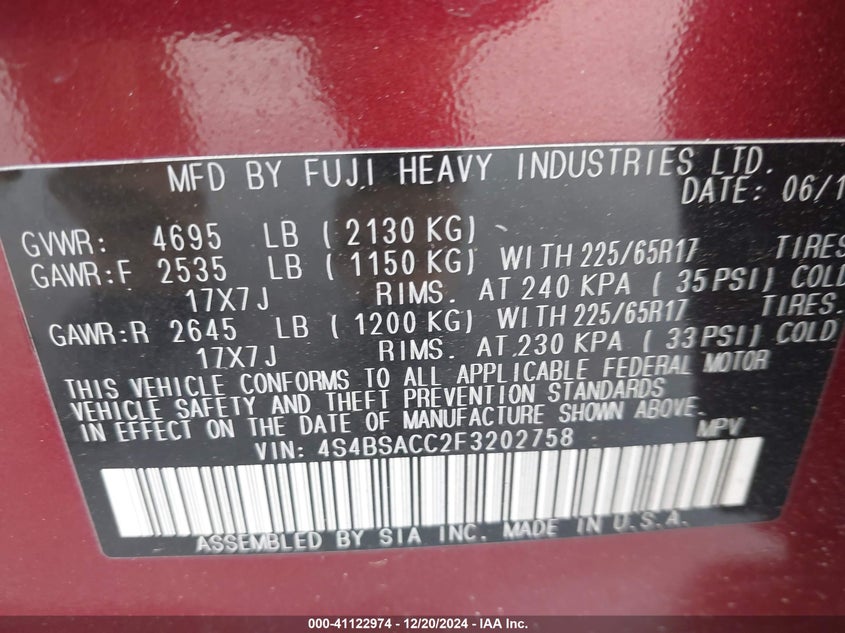 MFD BY FUJI HEAVY INDUSTRIES LTD.
DATE: 06/1
GVWR: 4695 LB ( 2130 KG)
GAWR:F 2535 LB ( 1150 KG) WITH 225/65R17 TIRES
17X7J RIMS. AT 240 KPA ( 35 PSI) COLD
GAWR:R 2645 LB ( 1200 KG) WITH 225/65R17 TIRES.
17X7J RIMS. AT 230 KPA ( 33 PSI) COLD
THIS VEHICLE CONFORMS TO ALL APPLICABLE FEDERAL MOTOR
VEHICLE SAFETY AND THEFT PREVENTION STANDARDS
IN EFFECT ON THE DATE OF MANUFACTURE SHOWN ABOVE.
VIN: 4S4BSACC2F3202758 MPV
ASSEMBLED BY SIA INC. MADE IN U.S.A.
000-41122974 - 12/20/2024 - IAA Inc.